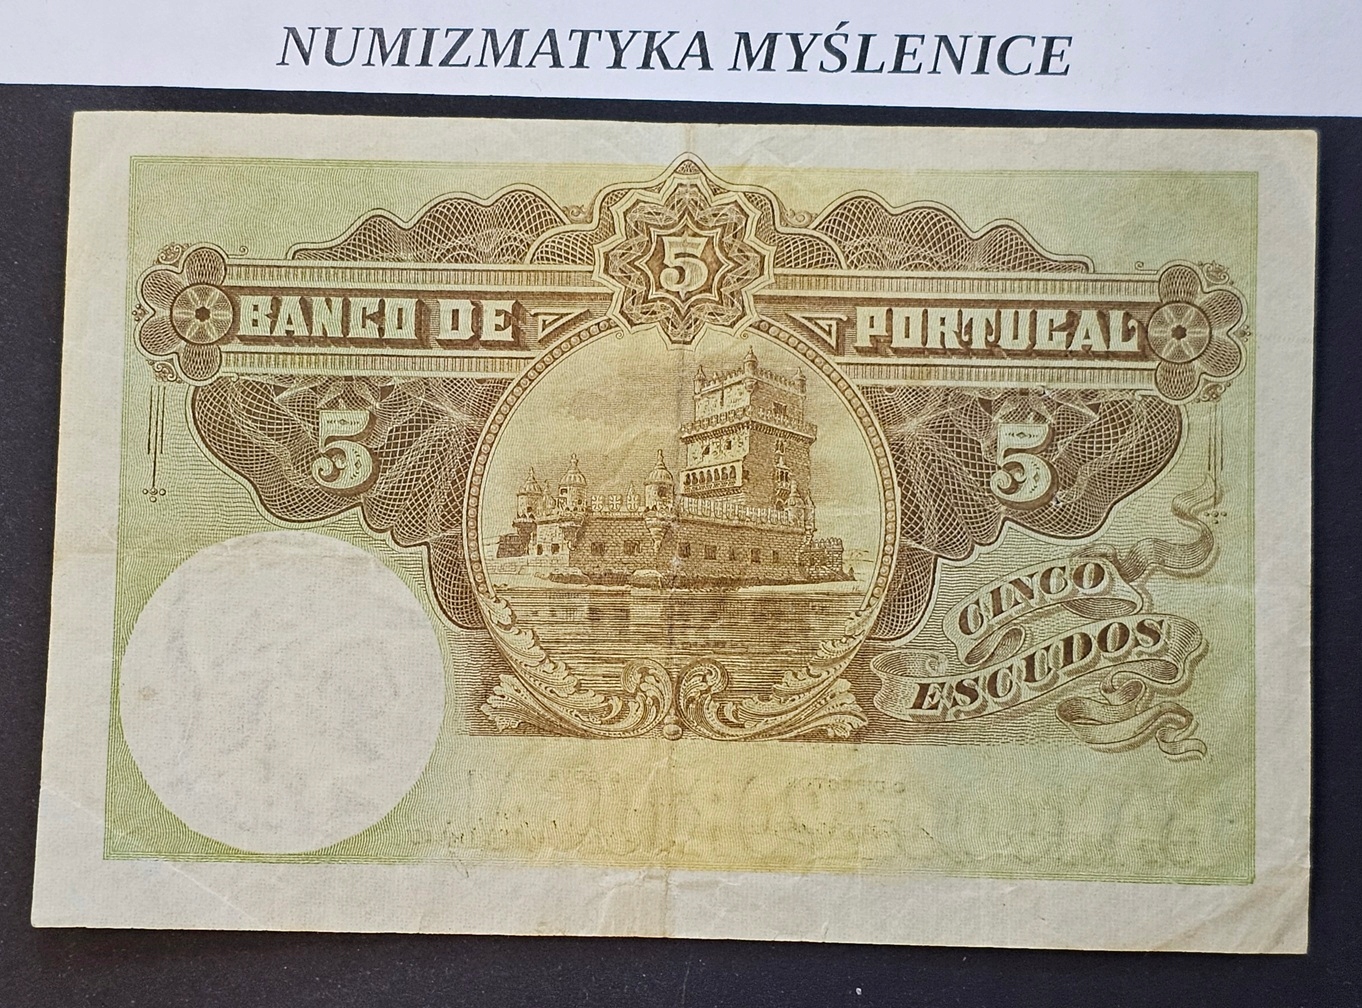 NUMIZMATYKA MYŚLENICE
5
BANCO DE PORTUGAL
5 5
CINCO
ESCUDOS